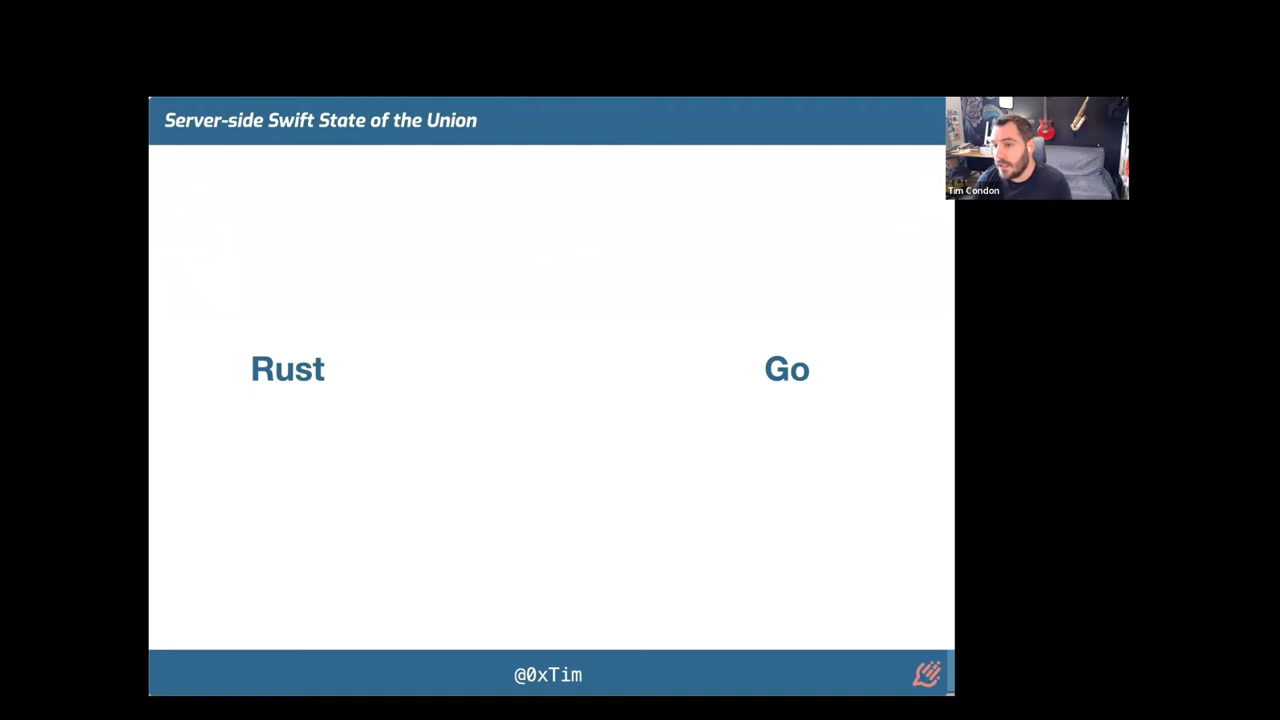 Server-side Swift State of the Union
Tim Condon
Rust
Go
@0xTim